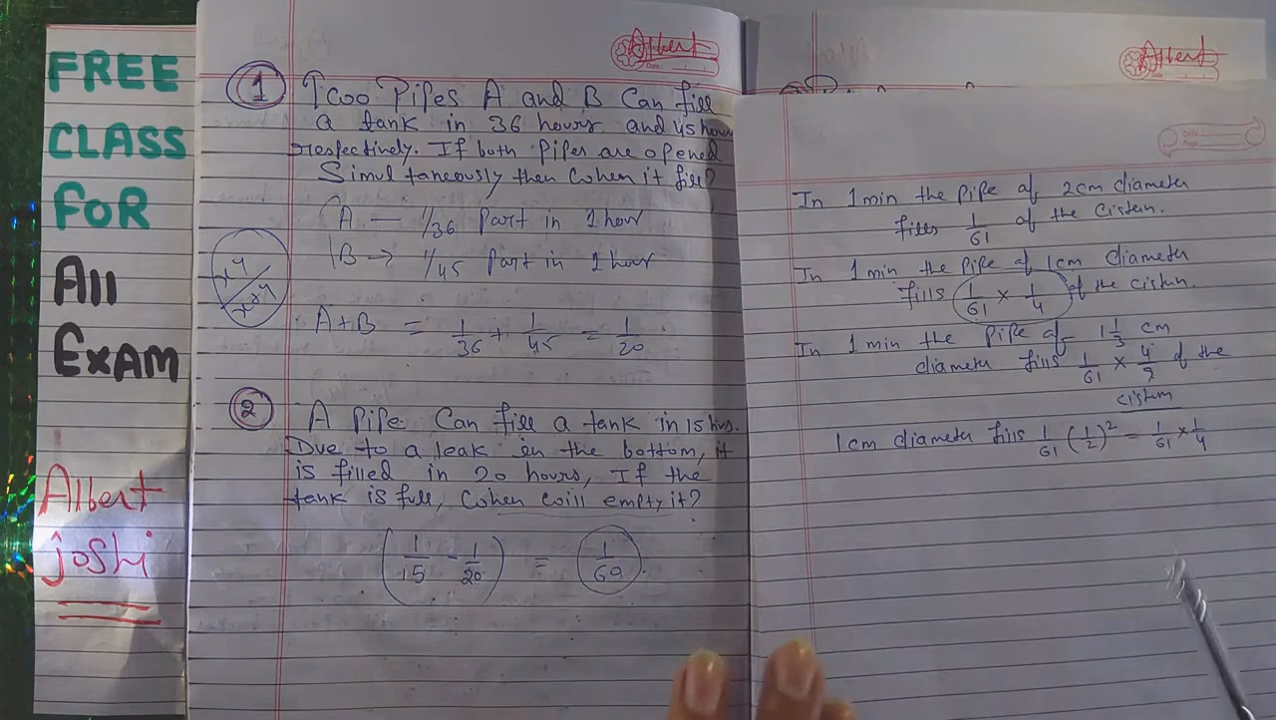 FREE
CLASS
FOR
All
EXAM
Albert
joshi
Albert
1 Two Pipes A and B Can fill
a tank in 36 hours and 45 hours
respectively. If both Pipes are opened
Simul taneously then when it fill?
A — 1/36 Part in 1 hour
B → 1/45 Part in 1 hour
A+B = 1/36 + 1/45 = 1/20
2 A Pipe Can fill a tank in 15 hrs.
Due to a leak in the bottom, it
is filled in 20 hours, If the
tank is full, when will empty it?
(1/15 - 1/20) = 1/60
Albert
In 1 min the Pipe of 2cm diameter
fills 1/61 of the Cistern.
In 1 min the Pipe of 1cm diameter
fills 1/61 × 1/4 of the cistern.
In 1 min the Pipe of 1 1/3 cm
diameter fills 1/61 × 4/9 of the
cistern
1cm diameter fills 1/61 (1/2)² = 1/61 × 1/4